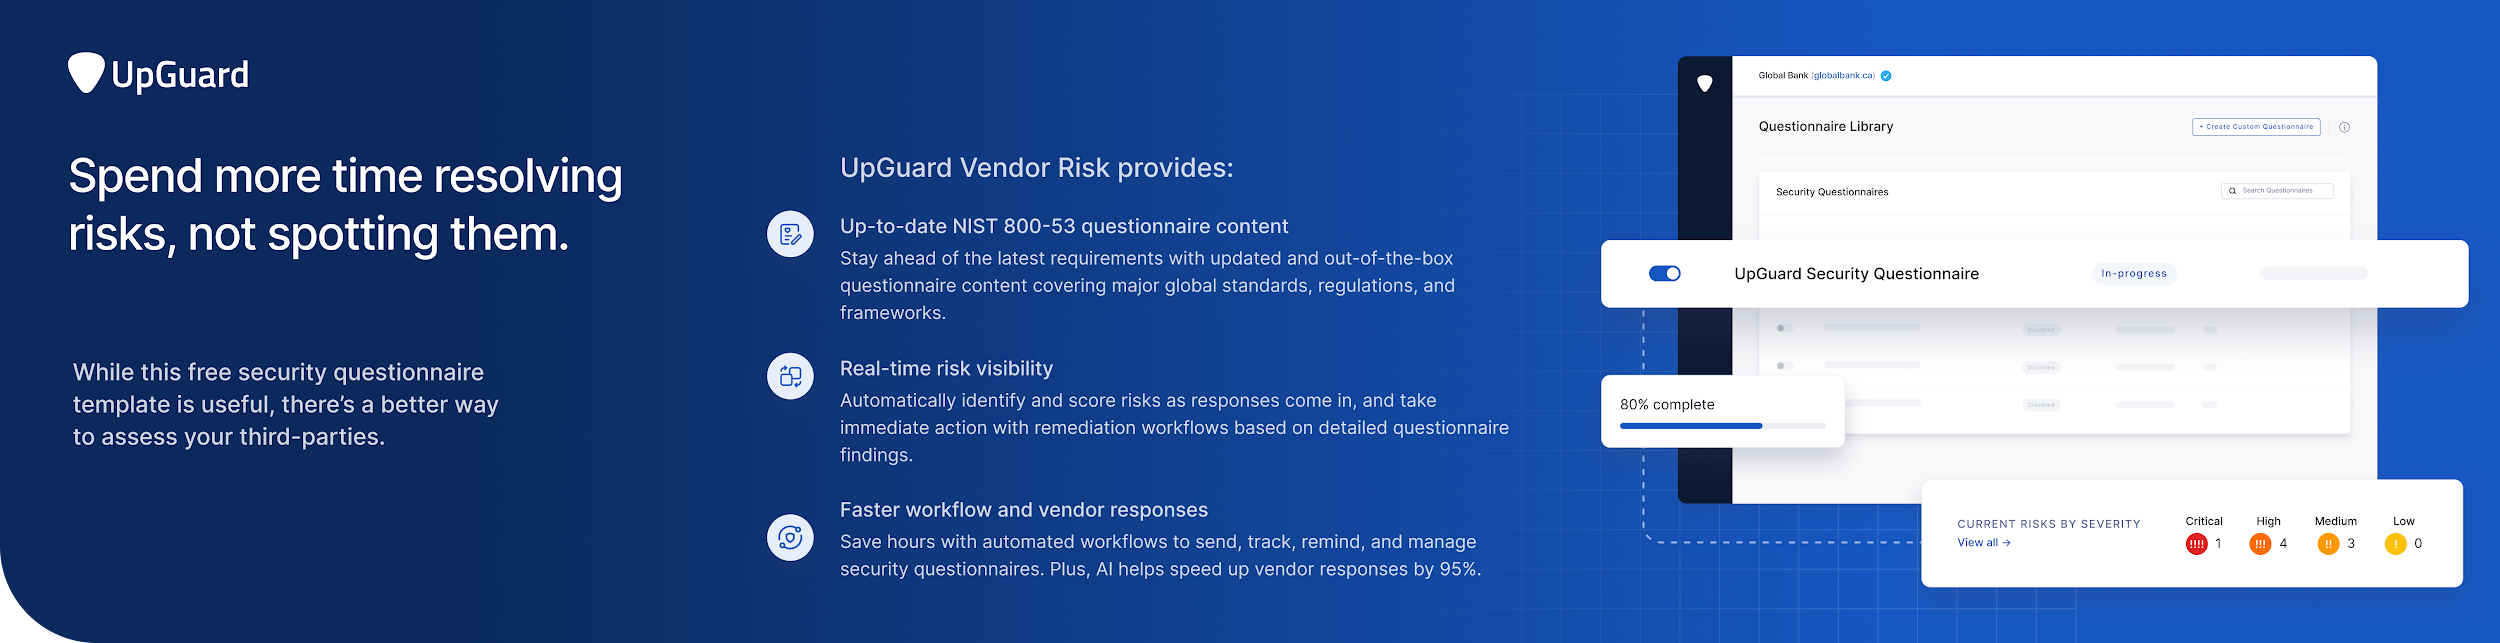 UpGuard
Spend more time resolving
risks, not spotting them.
While this free security questionnaire
template is useful, there's a better way
to assess your third-parties.
UpGuard Vendor Risk provides:
Up-to-date NIST 800-53 questionnaire content
Stay ahead of the latest requirements with updated and out-of-the-box
questionnaire content covering major global standards, regulations, and
frameworks.
Real-time risk visibility
Automatically identify and score risks as responses come in, and take
immediate action with remediation workflows based on detailed questionnaire
findings.
Faster workflow and vendor responses
Save hours with automated workflows to send, track, remind, and manage
security questionnaires. Plus, AI helps speed up vendor responses by 95%.
Global Bank (globalbank.ca)
Questionnaire Library
+ Create Custom Questionnaire
Security Questionnaires
Search Questionnaires
UpGuard Security Questionnaire
In-progress
Disabled
Disabled
Disabled
80% complete
CURRENT RISKS BY SEVERITY
View all →
Critical High Medium Low
!!!! 1 !!! 4 !! 3 ! 0